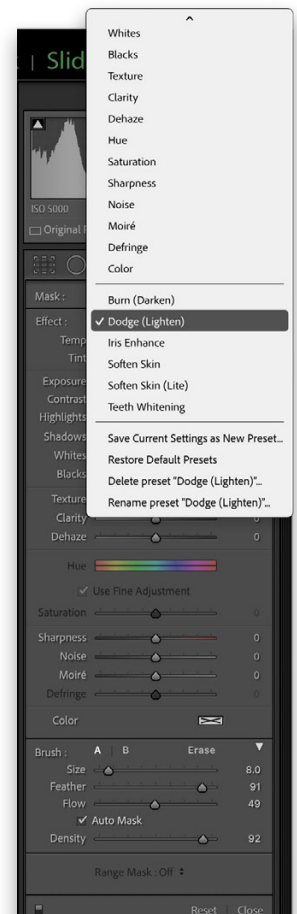 Slid
Whites
Blacks
Texture
Clarity
Dehaze
Hue
Saturation
Sharpness
Noise
Moiré
Defringe
Color
Burn (Darken)
✓ Dodge (Lighten)
Iris Enhance
Soften Skin
Soften Skin (Lite)
Teeth Whitening
Save Current Settings as New Preset...
Restore Default Presets
Delete preset "Dodge (Lighten)"...
Rename preset "Dodge (Lighten)"...
ISO 5000
Original
Mask :
Effect :
Temp
Tint
Exposure
Contrast
Highlights
Shadows
Whites
Blacks
Texture
Clarity 0
Dehaze 0
Hue
Use Fine Adjustment
Saturation 0
Sharpness 0
Noise 0
Moiré 0
Defringe 0
Color
Brush : A B Erase
Size 8.0
Feather 91
Flow 49
Auto Mask
Density 92
Range Mask : Off
Reset Close